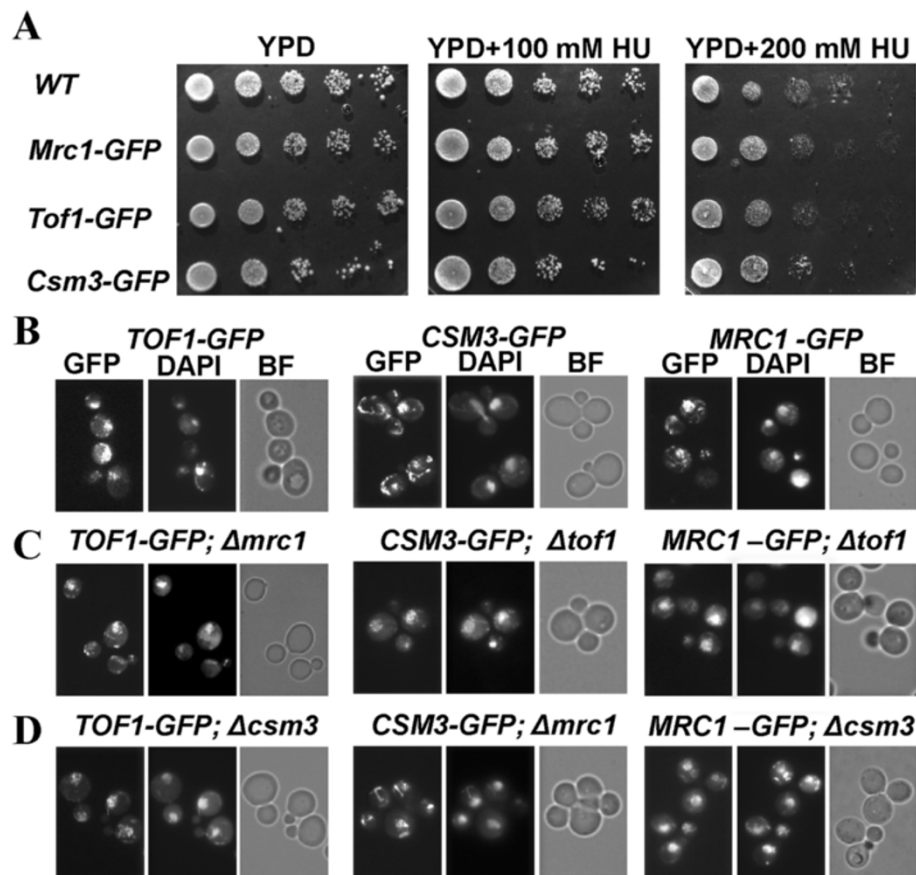 A
YPD YPD+100 mM HU YPD+200 mM HU
WT
Mrc1-GFP
Tof1-GFP
Csm3-GFP
B
TOF1-GFP CSM3-GFP MRC1 -GFP
GFP DAPI BF GFP DAPI BF GFP DAPI BF
C
TOF1-GFP; Δmrc1 CSM3-GFP; Δtof1 MRC1 –GFP; Δtof1
D
TOF1-GFP; Δcsm3 CSM3-GFP; Δmrc1 MRC1 –GFP; Δcsm3